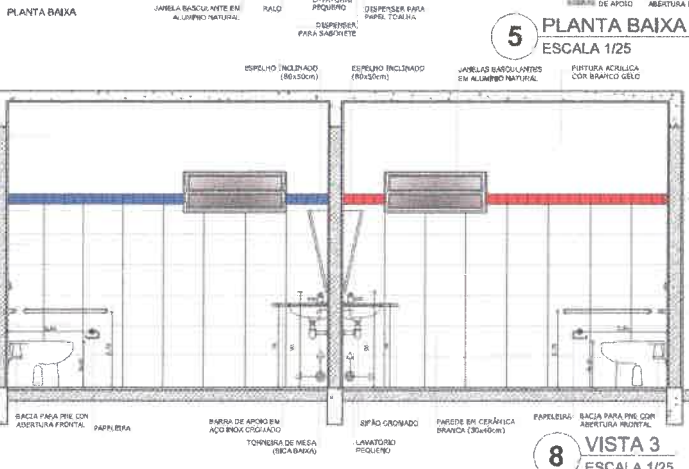 PLANTA BAIXA
JANELA BASCULANTE EM
ALUMÍNIO NATURAL
RALO
PEQUENO
DISPENSER
PARA SABONETE
DISPENSER PARA
PAPEL TOALHA
DE APOIO
5 PLANTA BAIXA
ESCALA 1/25
ESPELHO INCLINADO
(80x50cm)
ESPELHO INCLINADO
(80x50cm)
JANELAS BASCULANTES
EM ALUMÍNIO NATURAL
PINTURA ACRÍLICA
COR BRANCO GELO
BACIA PARA PNE COM
ABERTURA FRONTAL
PAPELEIRA
BARRA DE APOIO EM
AÇO INOX CROMADO
TORNEIRA DE MESA
(BICA BAIXA)
SIFÃO CROMADO
LAVATÓRIO
PEQUENO
PAREDE EM CERÂMICA
BRANCA (30x40cm)
PAPELEIRA
BACIA PARA PNE COM
ABERTURA FRONTAL
8 VISTA 3
ESCALA 1/25